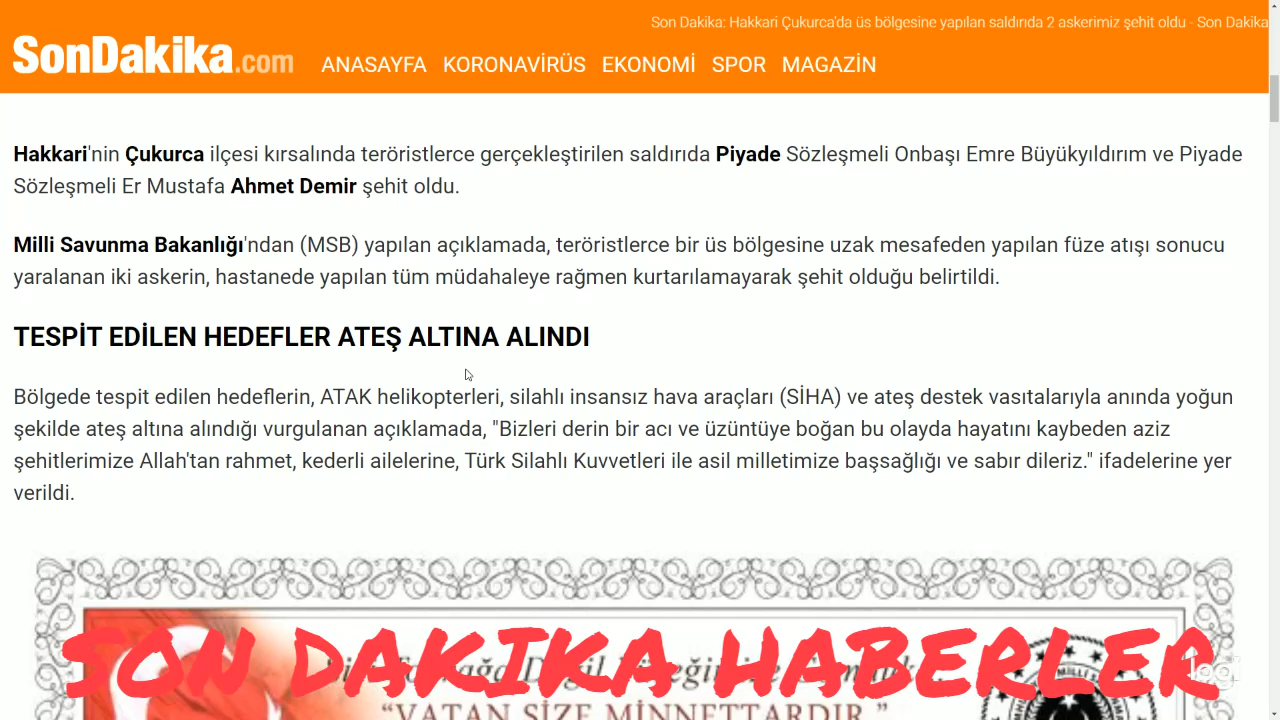 Son Dakika: Hakkari Çukurca'da üs bölgesine yapılan saldırıda 2 askerimiz şehit oldu - Son Dakika
SonDakika.com
ANASAYFA KORONAVİRÜS EKONOMİ SPOR MAGAZİN
Hakkari'nin Çukurca ilçesi kırsalında teröristlerce gerçekleştirilen saldırıda Piyade Sözleşmeli Onbaşı Emre Büyükyıldırım ve Piyade
Sözleşmeli Er Mustafa Ahmet Demir şehit oldu.
Milli Savunma Bakanlığı'ndan (MSB) yapılan açıklamada, teröristlerce bir üs bölgesine uzak mesafeden yapılan füze atışı sonucu
yaralanan iki askerin, hastanede yapılan tüm müdahaleye rağmen kurtarılamayarak şehit olduğu belirtildi.
TESPİT EDİLEN HEDEFLER ATEŞ ALTINA ALINDI
Bölgede tespit edilen hedeflerin, ATAK helikopterleri, silahlı insansız hava araçları (SİHA) ve ateş destek vasıtalarıyla anında yoğun
şekilde ateş altına alındığı vurgulanan açıklamada, "Bizleri derin bir acı ve üzüntüye boğan bu olayda hayatını kaybeden aziz
şehitlerimize Allah'tan rahmet, kederli ailelerine, Türk Silahlı Kuvvetleri ile asil milletimize başsağlığı ve sabır dileriz." ifadelerine yer
verildi.
SON DAKIKA HABERLER
“VATAN SİZE MİNNETTARDIR.”